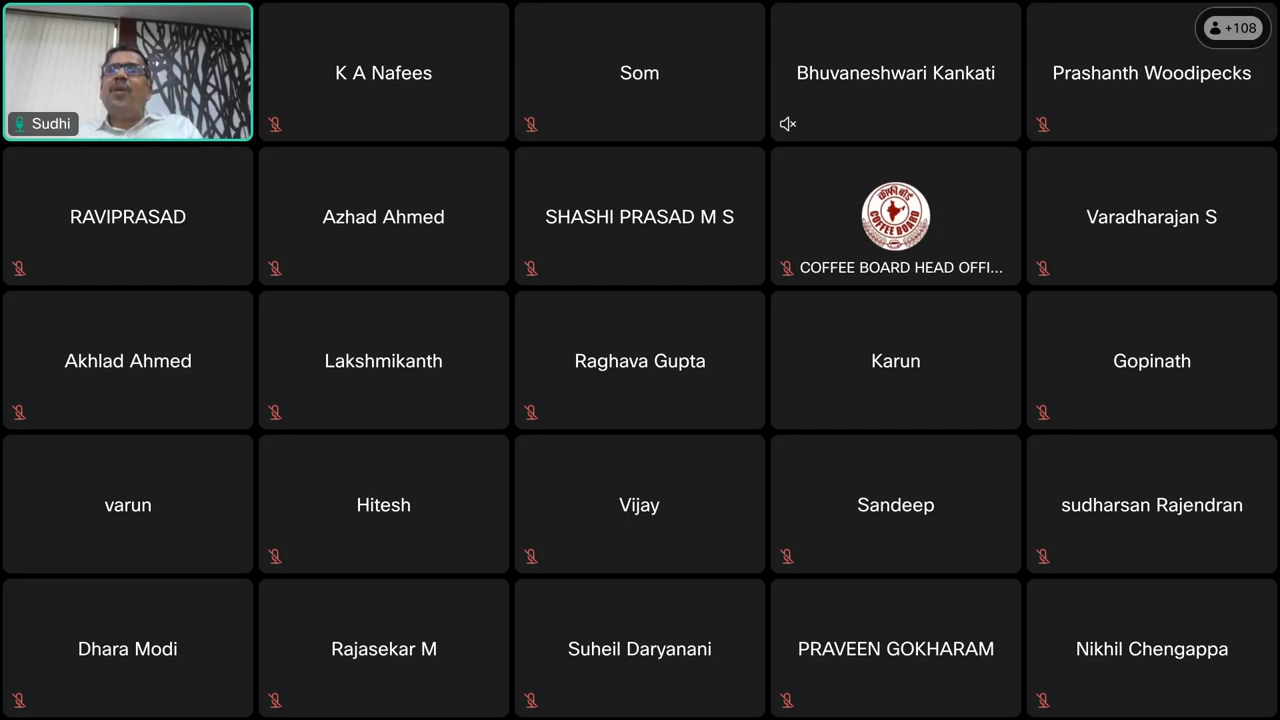 +108
Sudhi
K A Nafees
Som
Bhuvaneshwari Kankati
Prashanth Woodipecks
RAVIPRASAD
Azhad Ahmed
SHASHI PRASAD M S
कॉफी बोर्ड
COFFEE BOARD
COFFEE BOARD HEAD OFFI...
Varadharajan S
Akhlad Ahmed
Lakshmikanth
Raghava Gupta
Karun
Gopinath
varun
Hitesh
Vijay
Sandeep
sudharsan Rajendran
Dhara Modi
Rajasekar M
Suheil Daryanani
PRAVEEN GOKHARAM
Nikhil Chengappa